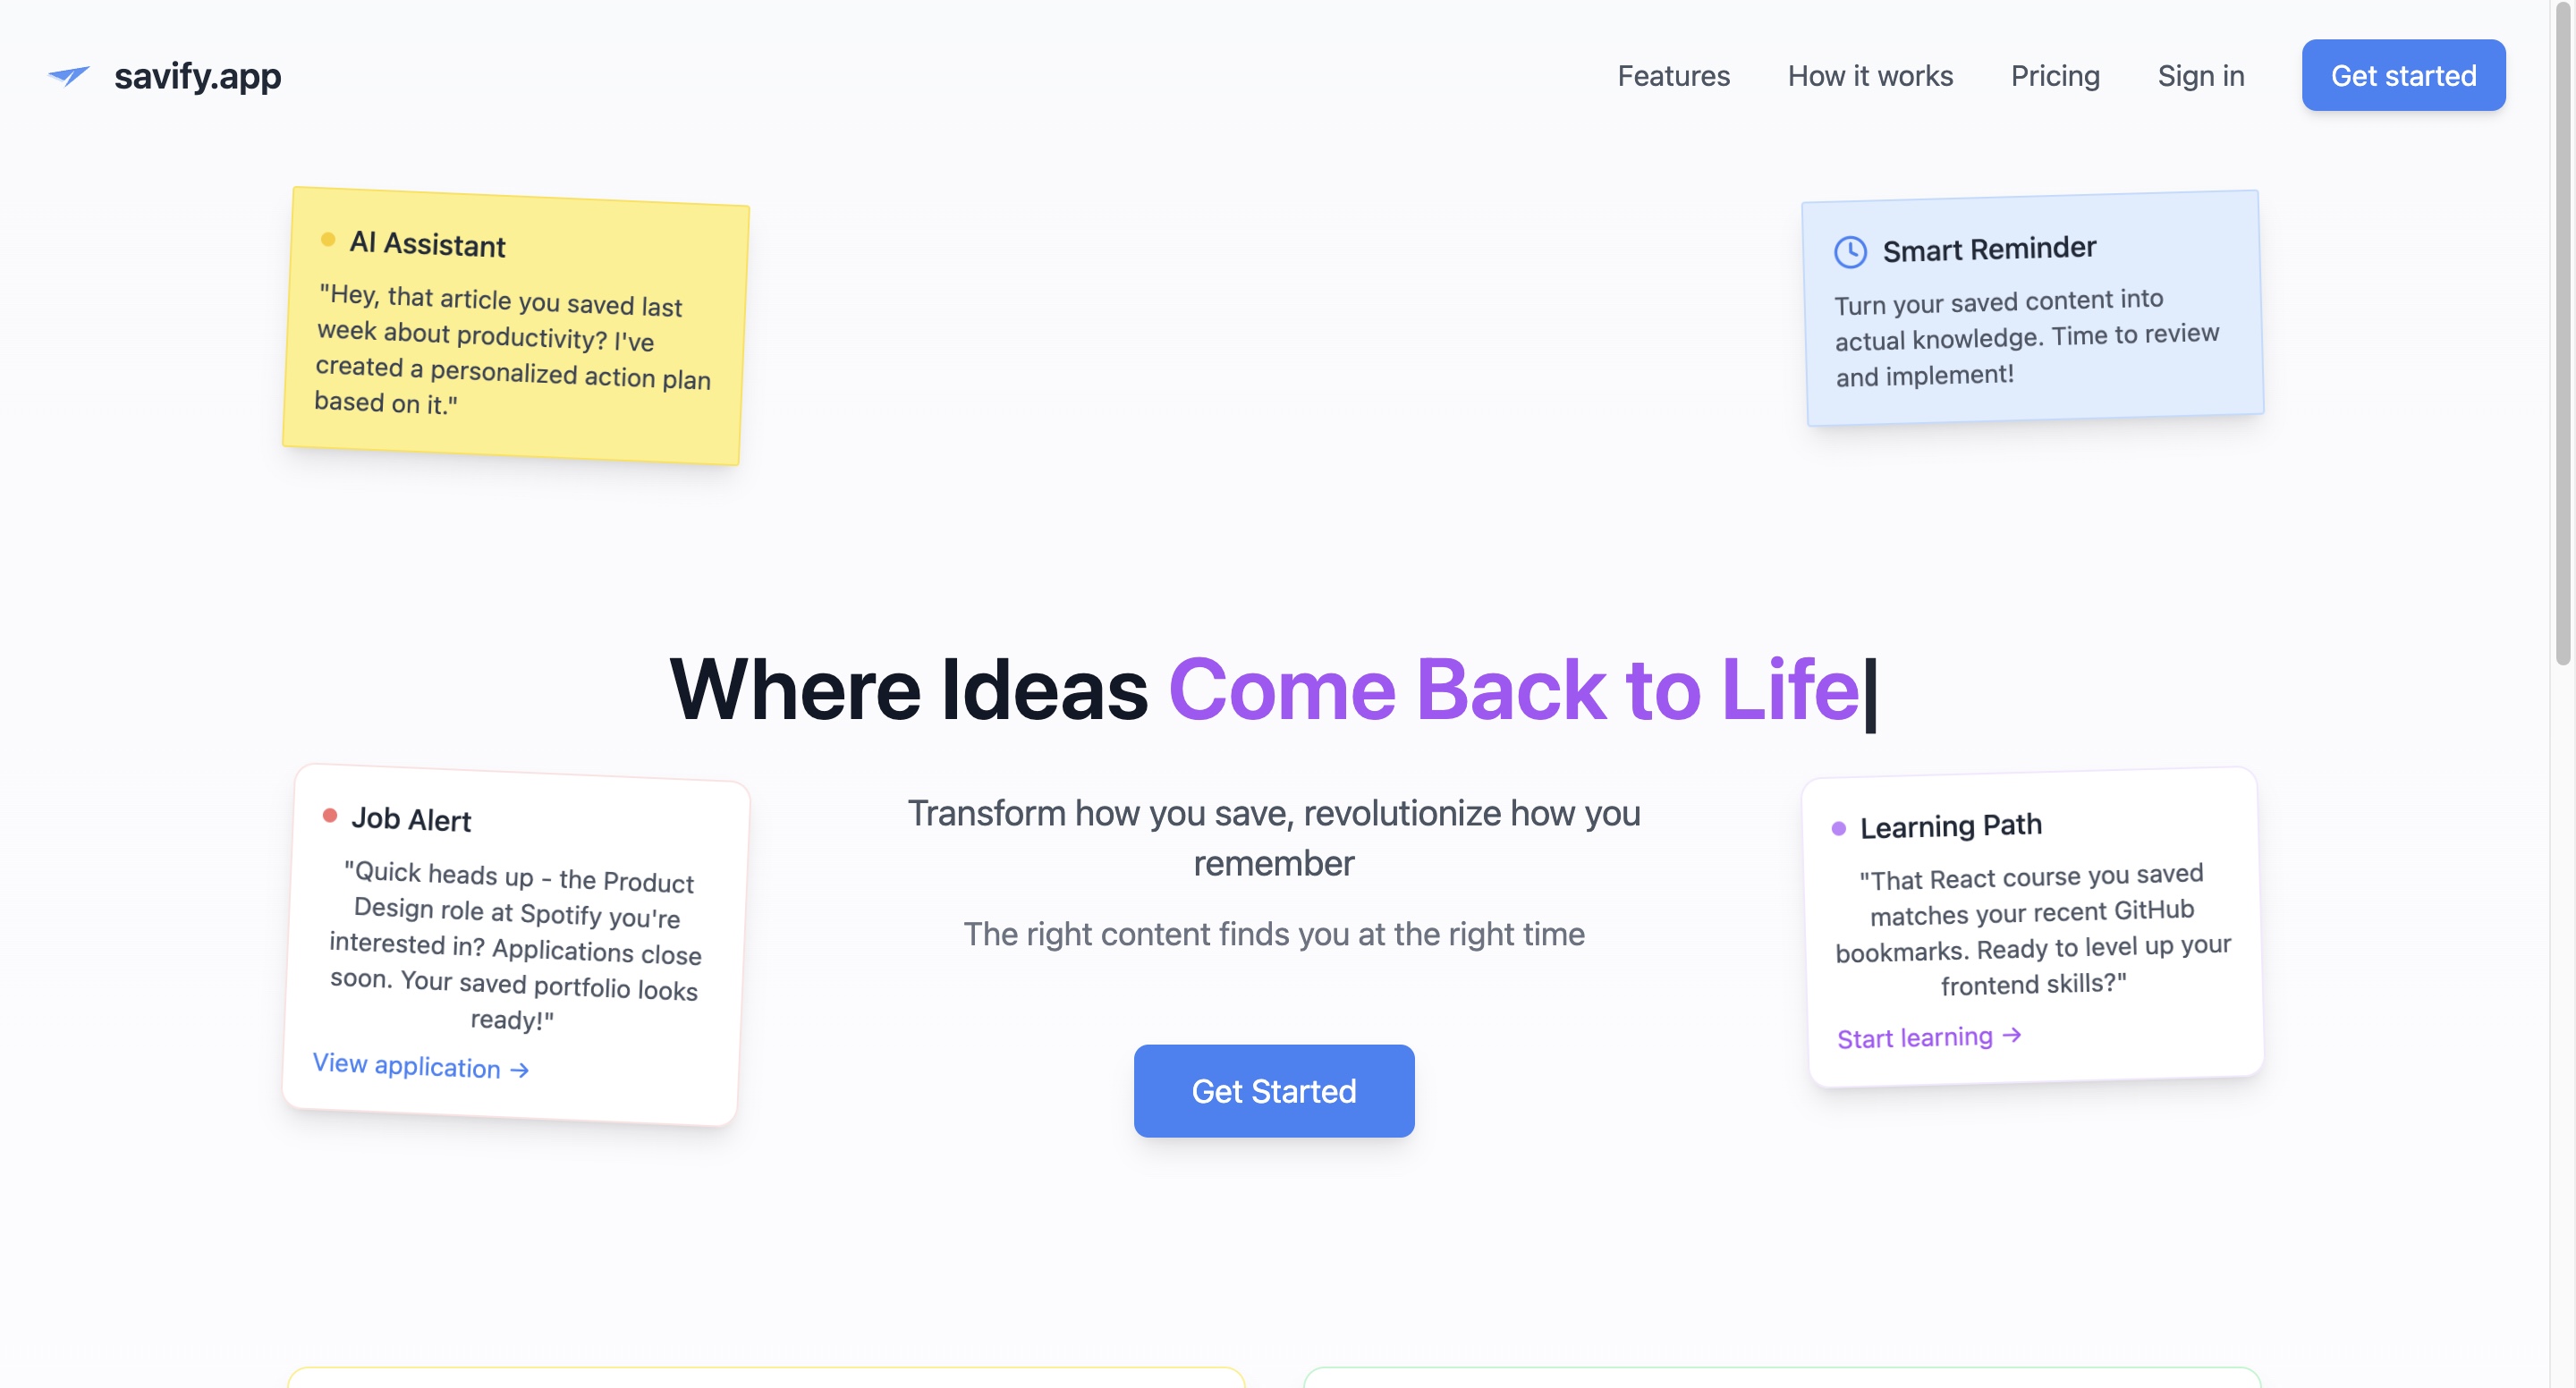 savify.app
Features
How it works
Pricing
Sign in
Get started
AI Assistant
"Hey, that article you saved last
week about productivity? I've
created a personalized action plan
based on it."
Smart Reminder
Turn your saved content into
actual knowledge. Time to review
and implement!
Where Ideas Come Back to Life|
Transform how you save, revolutionize how you
remember
The right content finds you at the right time
Get Started
Job Alert
"Quick heads up - the Product
Design role at Spotify you're
interested in? Applications close
soon. Your saved portfolio looks
ready!"
View application →
Learning Path
"That React course you saved
matches your recent GitHub
bookmarks. Ready to level up your
frontend skills?"
Start learning →